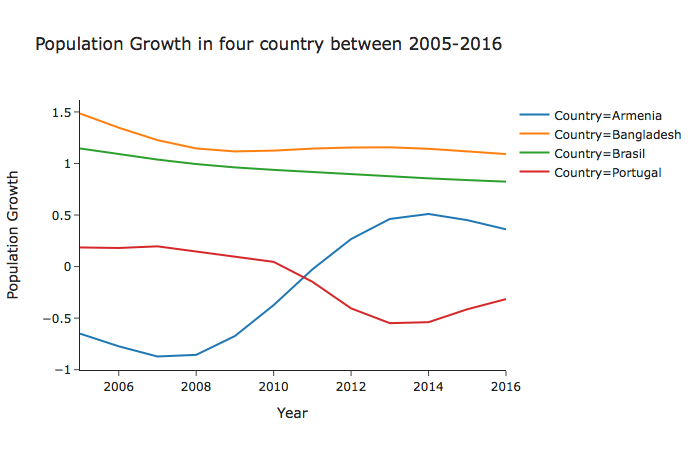 Population Growth in four country between 2005-2016
Country=Armenia
Country=Bangladesh
Country=Brasil
Country=Portugal
Population Growth
1.5
1
0.5
0
−0.5
−1
2006 2008 2010 2012 2014 2016
Year